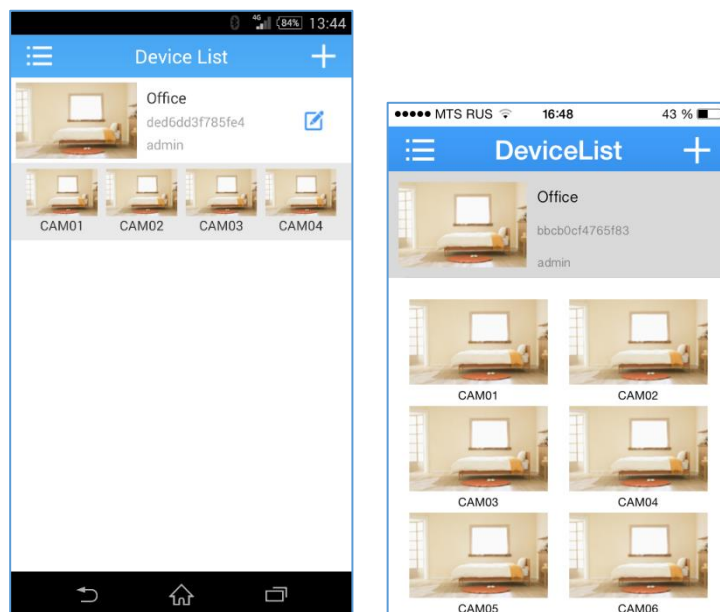 4G 84% 13:44
Device List
Office
ded6dd3f785fe4
admin
CAM01 CAM02 CAM03 CAM04
MTS RUS 16:48 43 %
DeviceList
Office
bbcb0cf4765f83
admin
CAM01 CAM02
CAM03 CAM04
CAM05 CAM06